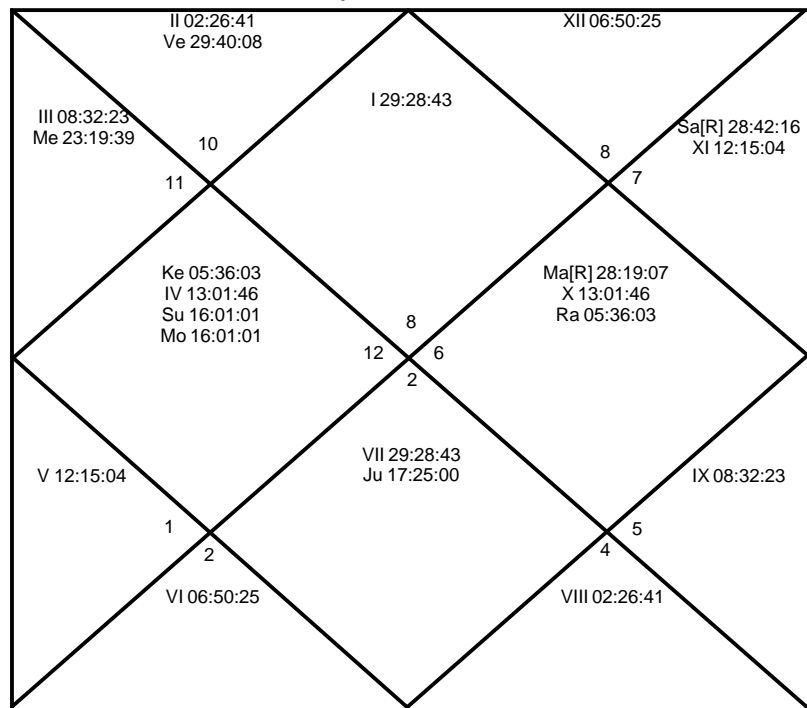 II 02:26:41
Ve 29:40:08
XII 06:50:25
I 29:28:43
III 08:32:23
Me 23:19:39
Sa[R] 28:42:16
XI 12:15:04
10
8
11
7
Ke 05:36:03
IV 13:01:46
Su 16:01:01
Mo 16:01:01
Ma[R] 28:19:07
X 13:01:46
Ra 05:36:03
8
12
6
2
VII 29:28:43
Ju 17:25:00
V 12:15:04
IX 08:32:23
1
5
2
4
VI 06:50:25
VIII 02:26:41